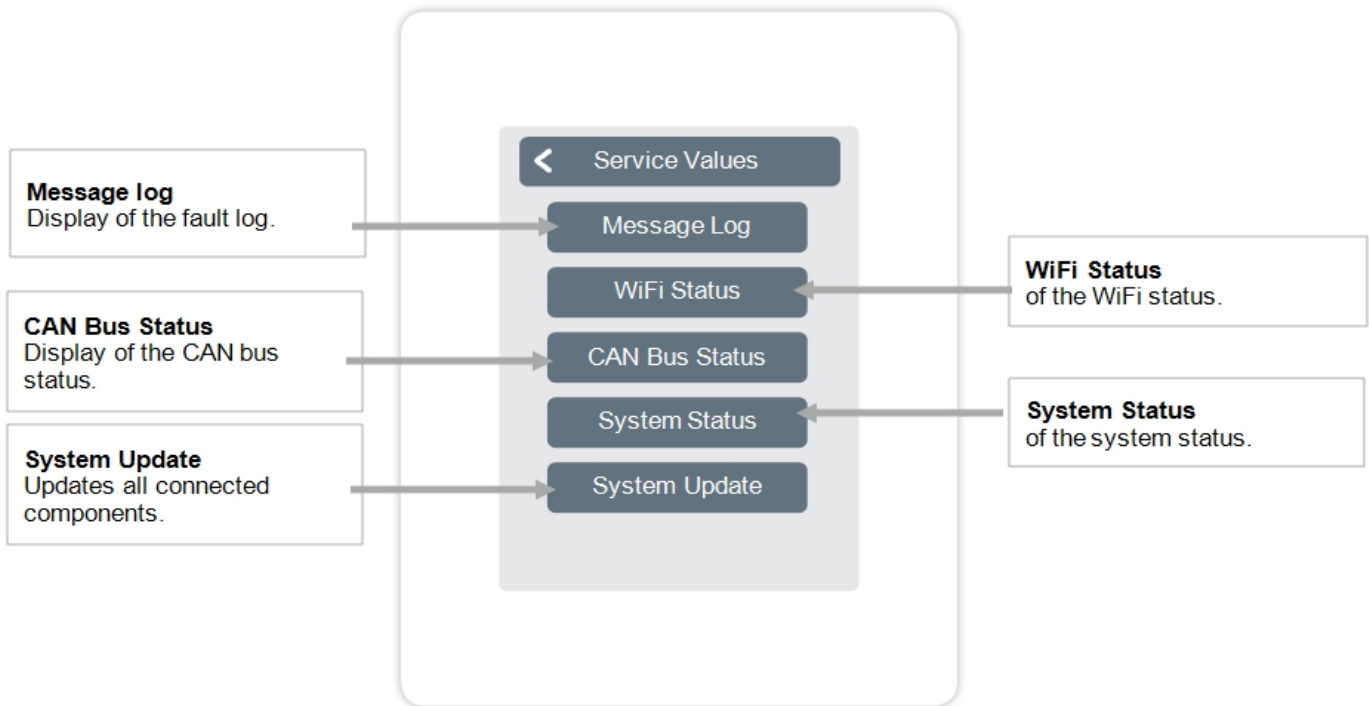 Service Values
Message Log
WiFi Status
CAN Bus Status
System Status
System Update
Message log
Display of the fault log.
CAN Bus Status
Display of the CAN bus
status.
System Update
Updates all connected
components.
WiFi Status
of the WiFi status.
System Status
of the system status.